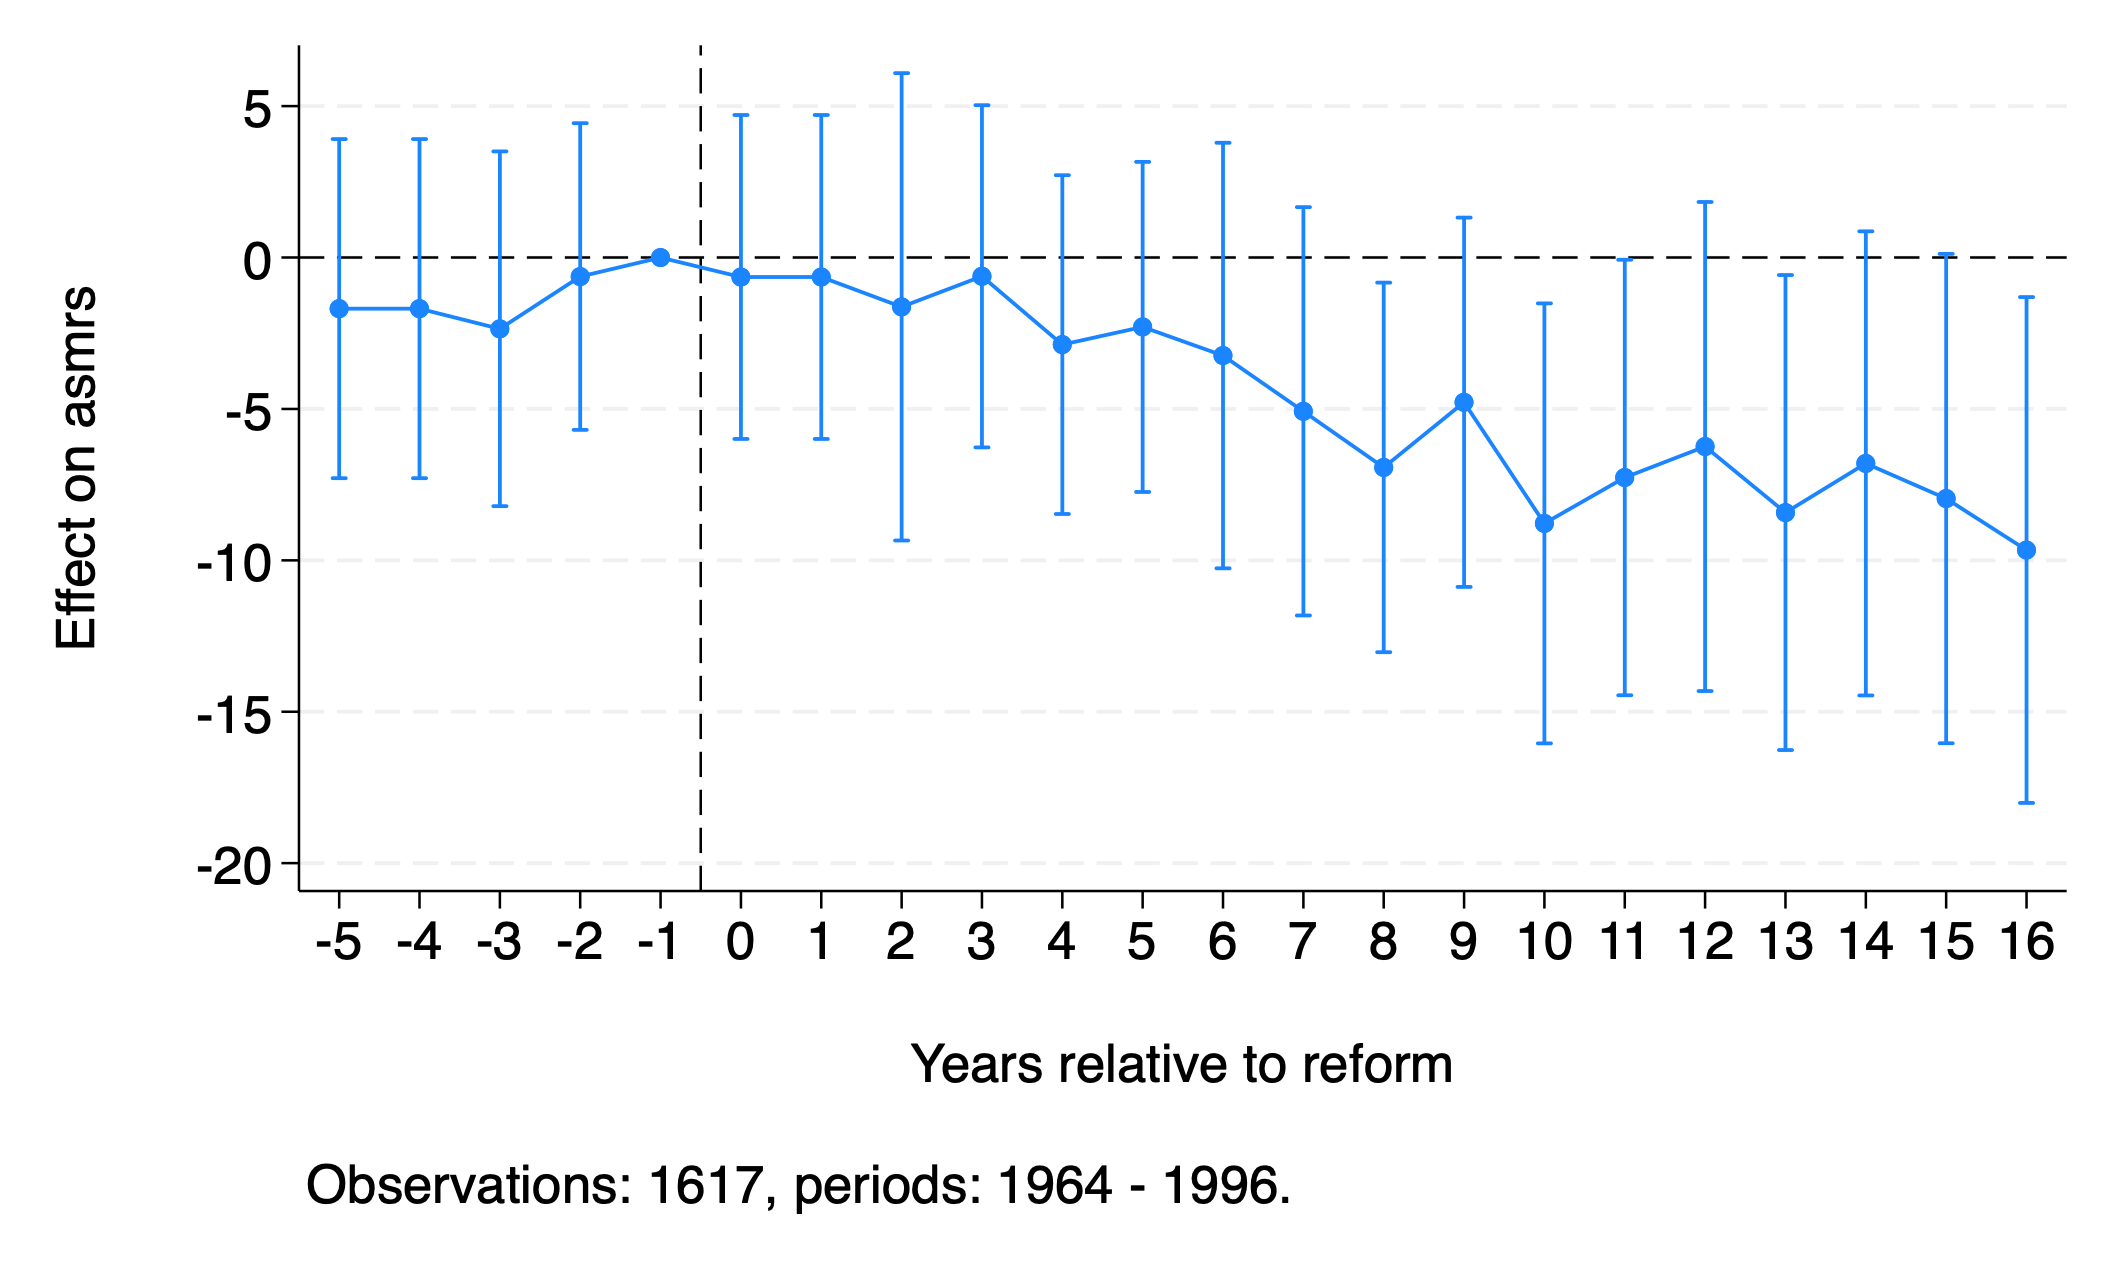 Effect on asmrs
5
0
-5
-10
-15
-20
-5 -4 -3 -2 -1 0 1 2 3 4 5 6 7 8 9 10 11 12 13 14 15 16
Years relative to reform
Observations: 1617, periods: 1964 - 1996.